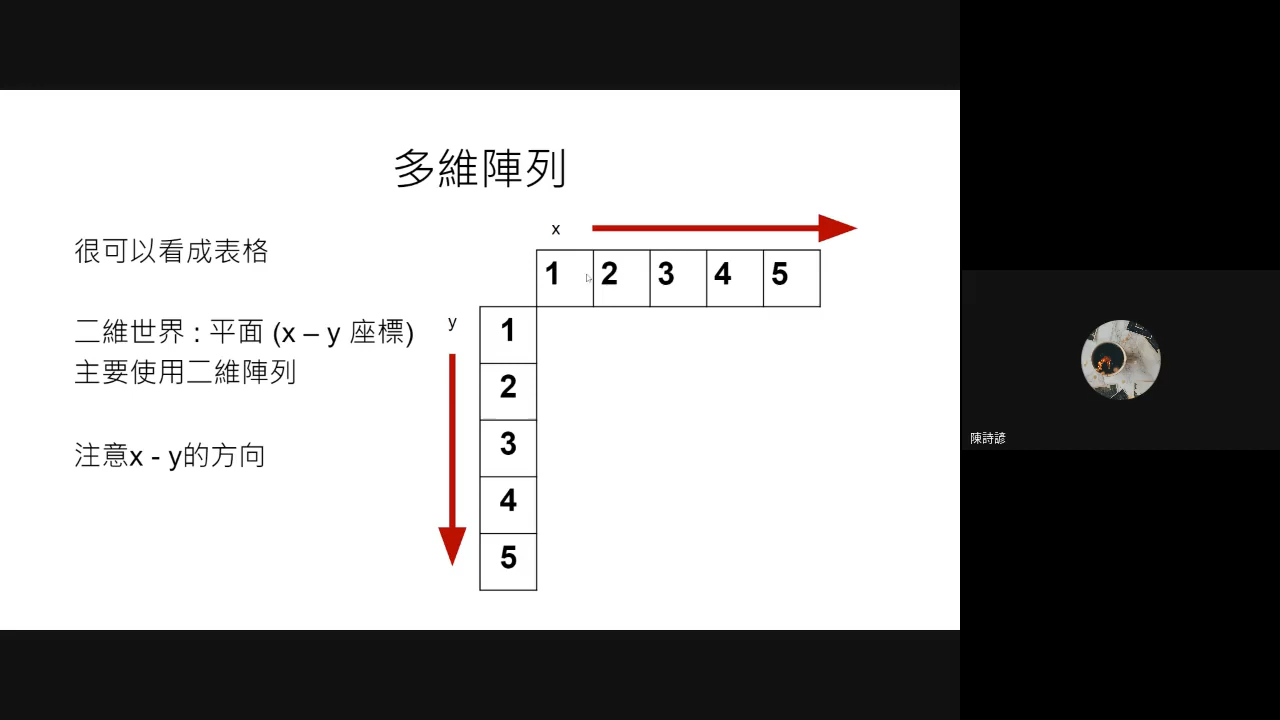 多維陣列
很可以看成表格
二維世界 : 平面 (x – y 座標)
主要使用二維陣列
注意x - y的方向
x
1 2 3 4 5
y
1
2
3
4
5
陳詩諺